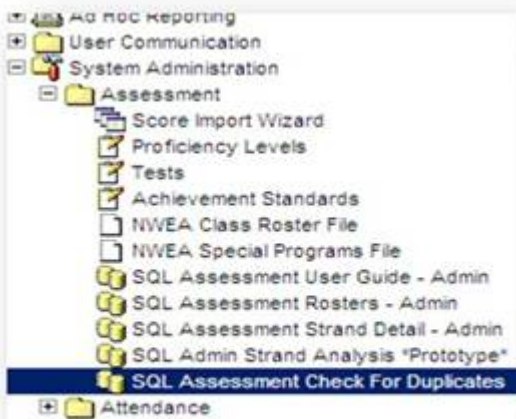 Ad Hoc Reporting
User Communication
System Administration
Assessment
Score Import Wizard
Proficiency Levels
Tests
Achievement Standards
NWEA Class Roster File
NWEA Special Programs File
SQL Assessment User Guide - Admin
SQL Assessment Rosters - Admin
SQL Assessment Strand Detail - Admin
SQL Admin Strand Analysis *Prototype*
SQL Assessment Check For Duplicates
Attendance